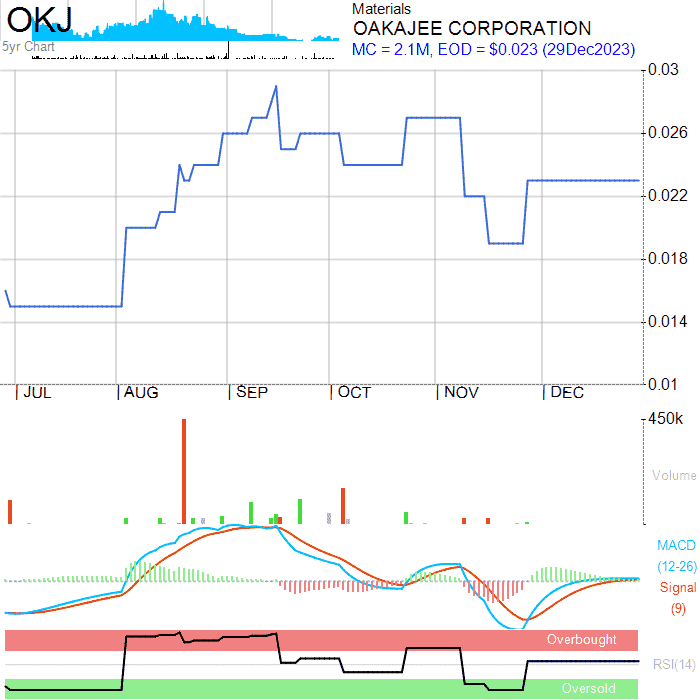 OKJ
5yr Chart
Materials
OAKAJEE CORPORATION
MC = 2.1M, EOD = $0.023 (29Dec2023)
0.03
0.026
0.022
0.018
0.014
0.01
JUL AUG SEP OCT NOV DEC
450k
Volume
MACD
(12-26)
Signal
(9)
Overbought
RSI(14)
Oversold